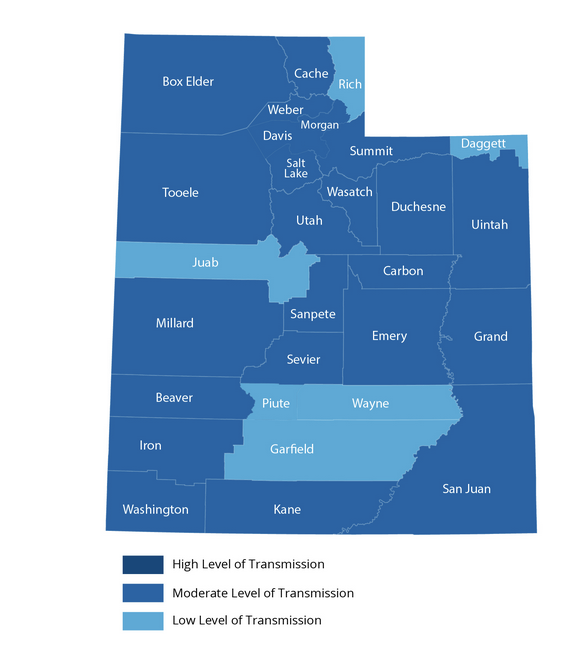 Cache
Box Elder
Rich
Weber
Morgan
Davis
Summit
Daggett
Salt
Lake
Tooele
Wasatch
Duchesne
Utah
Uintah
Juab
Carbon
Sanpete
Millard
Emery
Grand
Sevier
Beaver
Piute
Wayne
Iron
Garfield
San Juan
Washington
Kane
High Level of Transmission
Moderate Level of Transmission
Low Level of Transmission